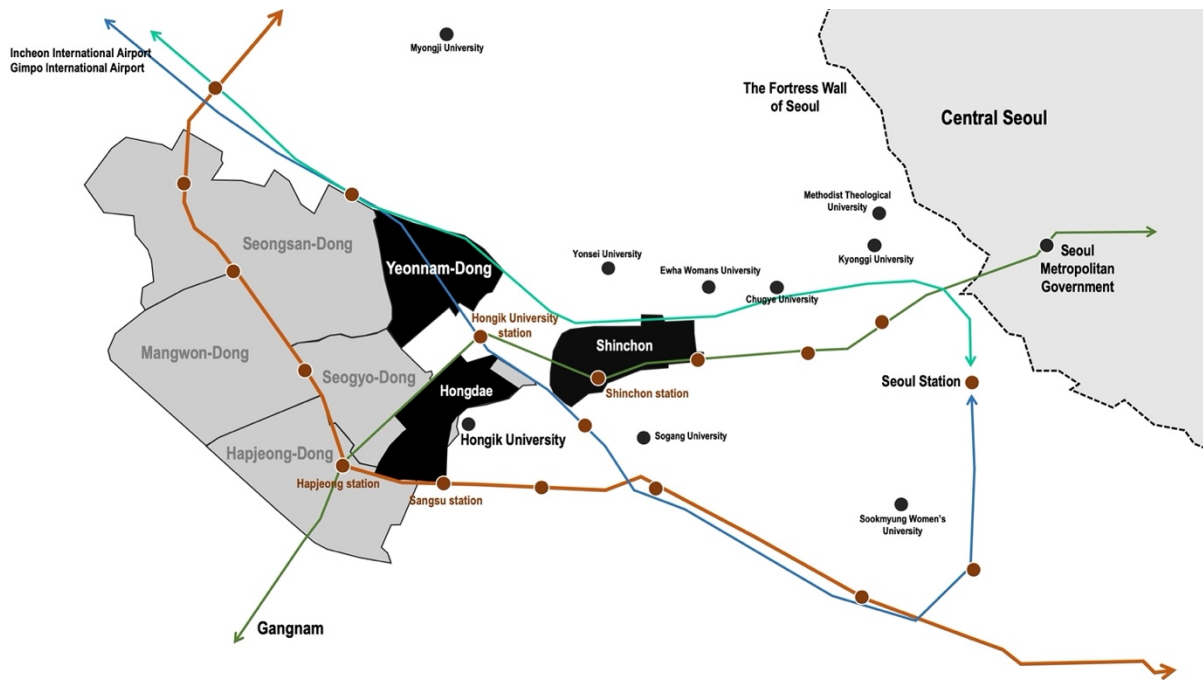 Myongji University
Incheon International Airport
Gimpo International Airport
The Fortress Wall
of Seoul
Central Seoul
Methodist Theological
University
Seongsan-Dong
Yeonnam-Dong
Yonsei University
Ewha Womans University
Chugye University
Kyonggi University
Seoul
Metropolitan
Government
Hongik University
station
Mangwon-Dong
Seogyo-Dong
Shinchon
Hongdae
Shinchon station
Seoul Station
Hapjeong-Dong
Hongik University
Sogang University
Hapjeong station
Sangsu station
Sookmyung Women's
University
Gangnam